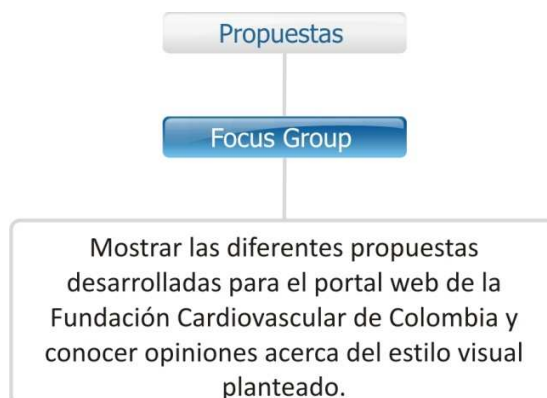 Propuestas
Focus Group
Mostrar las diferentes propuestas
desarrolladas para el portal web de la
Fundación Cardiovascular de Colombia y
conocer opiniones acerca del estilo visual
planteado.